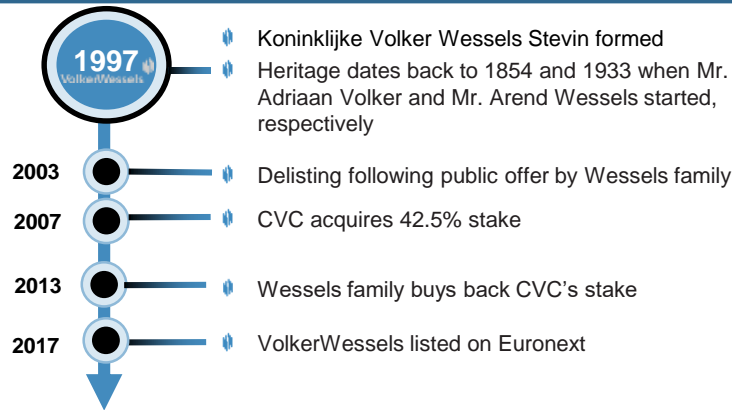 1997
VolkerWessels
Koninklijke Volker Wessels Stevin formed
Heritage dates back to 1854 and 1933 when Mr.
Adriaan Volker and Mr. Arend Wessels started,
respectively
2003
Delisting following public offer by Wessels family
2007
CVC acquires 42.5% stake
2013
Wessels family buys back CVC’s stake
2017
VolkerWessels listed on Euronext